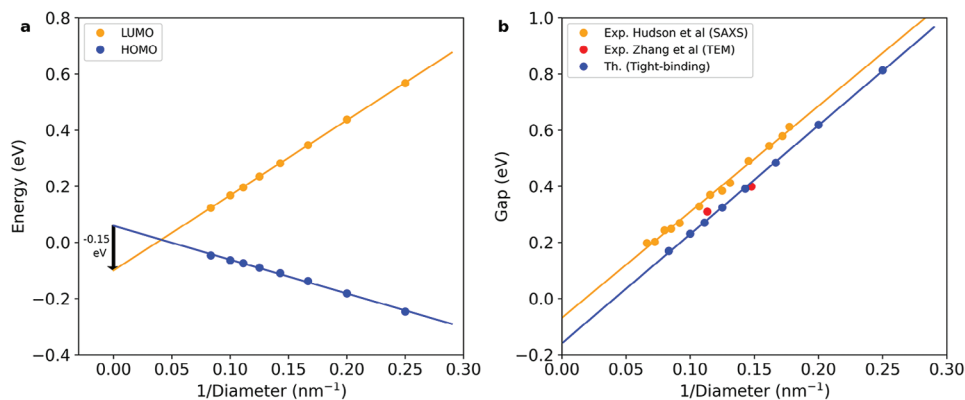 a
LUMO
HOMO
0.8
0.6
0.4
0.2
0.0
−0.2
−0.4
Energy (eV)
-0.15
eV
0.00 0.05 0.10 0.15 0.20 0.25 0.30
1/Diameter (nm⁻¹)
b
Exp. Hudson et al (SAXS)
Exp. Zhang et al (TEM)
Th. (Tight-binding)
1.0
0.8
0.6
0.4
0.2
0.0
−0.2
Gap (eV)
0.00 0.05 0.10 0.15 0.20 0.25 0.30
1/Diameter (nm⁻¹)